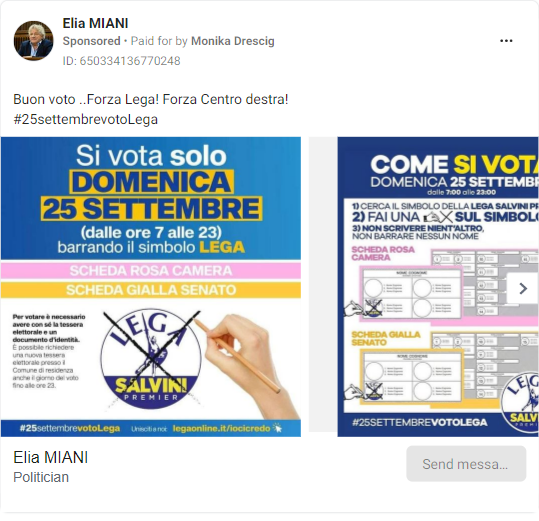 Elia MIANI
Sponsored • Paid for by Monika Drescig
ID: 650334136770248
Buon voto ..Forza Lega! Forza Centro destra!
#25settembrevotoLega
Si vota solo
DOMENICA
25 SETTEMBRE
(dalle ore 7 alle 23)
barrando il simbolo LEGA
SCHEDA ROSA CAMERA
SCHEDA GIALLA SENATO
Per votare è necessario
avere con sé la tessera
elettorale e un
documento d'identità.
È possibile richiedere
una nuova tessera
elettorale presso il
Comune di residenza
anche il giorno del voto
fino alle ore 23.
LEGA
SALVINI
PREMIER
#25settembrevotoLega
Unisciti a noi: legaonline.it/iocicredo
COME SI VOTA
DOMENICA 25 SETTEMB
dalle 7:00 alle 23:00
1) CERCA IL SIMBOLO DELLA LEGA SALVINI PR
2) FAI UNA X SUL SIMBOLO
3) NON SCRIVERE NIENT'ALTRO,
NON BARRARE NESSUN NOME
SCHEDA ROSA
CAMERA
NOME COGNOME
SCHEDA GIALLA
SENATO
LEGA
SALV
PREMI
#25SETTEMBREVOTOLEGA
Elia MIANI
Politician
Send messa...